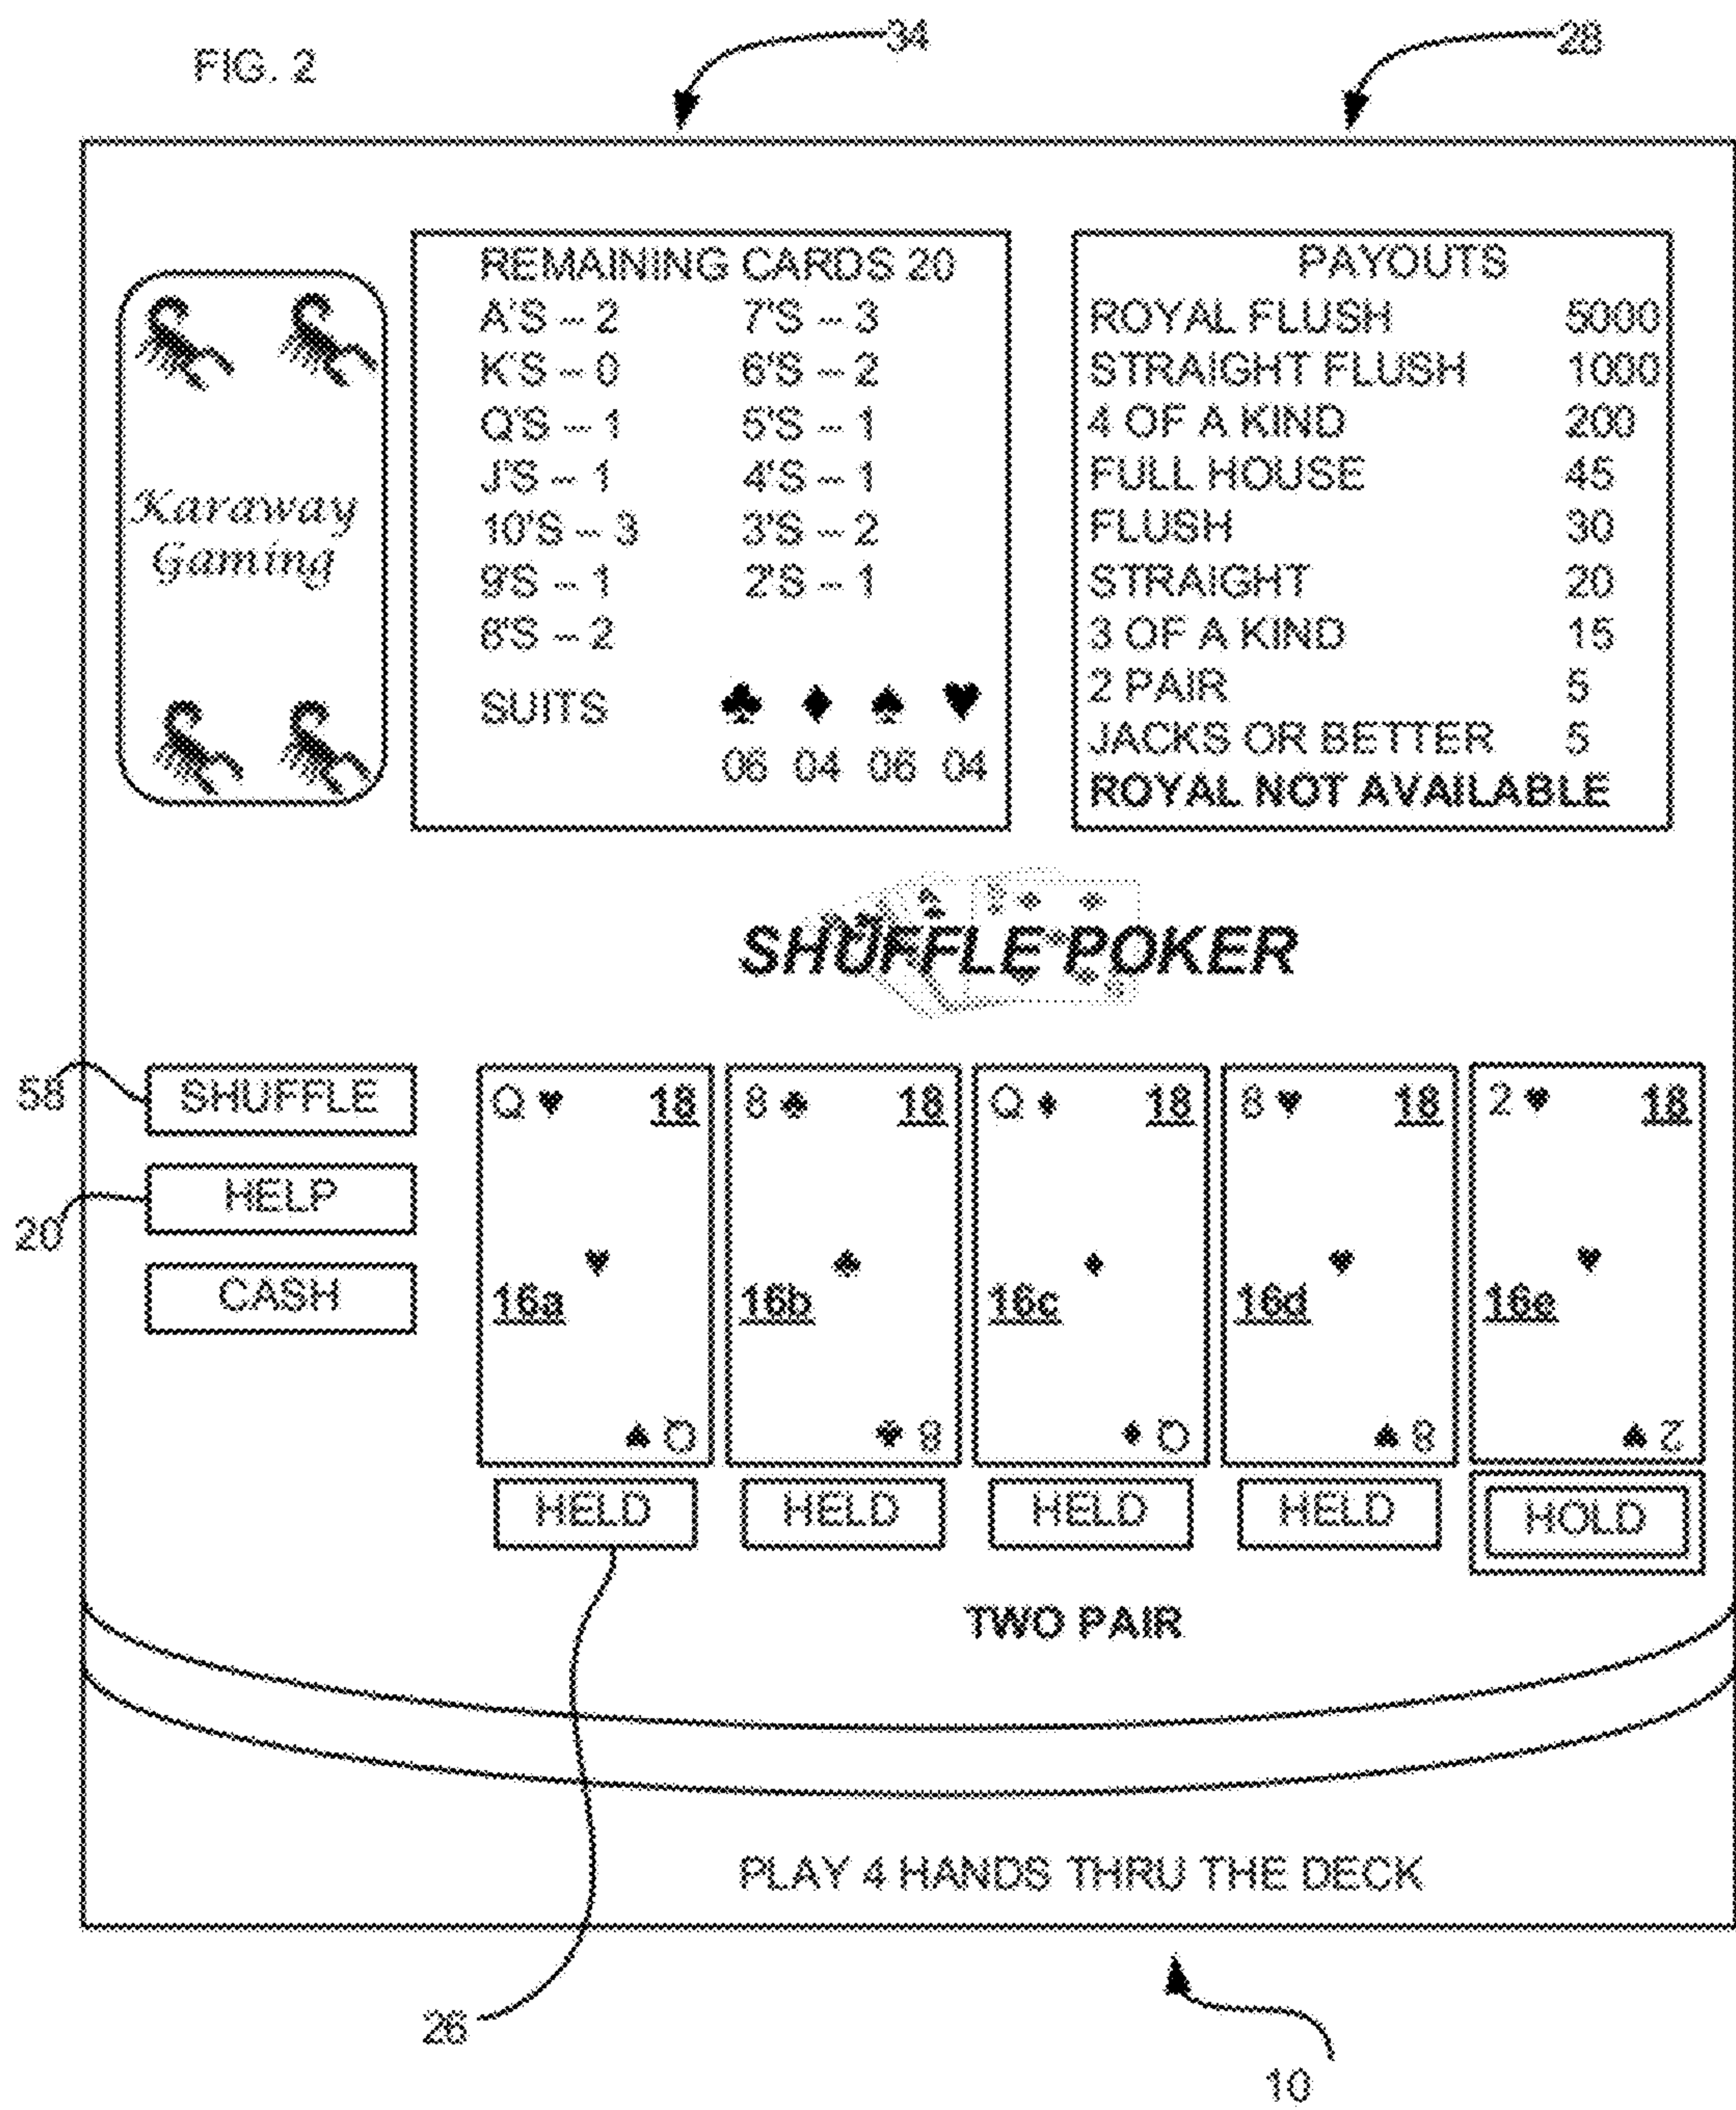 FIG. 2
34
28
REMAINING CARDS 20
A'S -- 2 7'S -- 3
K'S -- 0 6'S -- 2
Q'S -- 1 5'S -- 1
J'S -- 1 4'S -- 1
10'S -- 3 3'S -- 2
9'S -- 1 2'S -- 1
8'S -- 2
SUITS ♣ ♦ ♠ ♥
06 04 06 04
PAYOUTS
ROYAL FLUSH 5000
STRAIGHT FLUSH 1000
4 OF A KIND 200
FULL HOUSE 45
FLUSH 30
STRAIGHT 20
3 OF A KIND 15
2 PAIR 5
JACKS OR BETTER 5
ROYAL NOT AVAILABLE
Karaway
Gaming
SHUFFLE POKER
58
SHUFFLE
20
HELP
CASH
Q ♥ 18 8 ♣ 18 Q ♦ 18 8 ♥ 18 2 ♥ 18
16a 16b 16c 16d 16e
Q 8 Q 8 2
HELD HELD HELD HELD HOLD
TWO PAIR
PLAY 4 HANDS THRU THE DECK
26
10